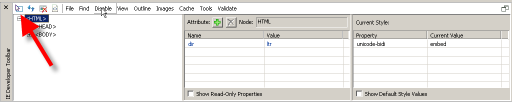 File Find Disable View Outline Images Cache Tools Validate
IE Developer Toolbar
<HTML>
HEAD>
<BODY>
Attribute: Node: HTML
Name Value
dir ltr
Show Read-Only Properties
Current Style:
Property Current Value
unicode-bidi embed
Show Default Style Values